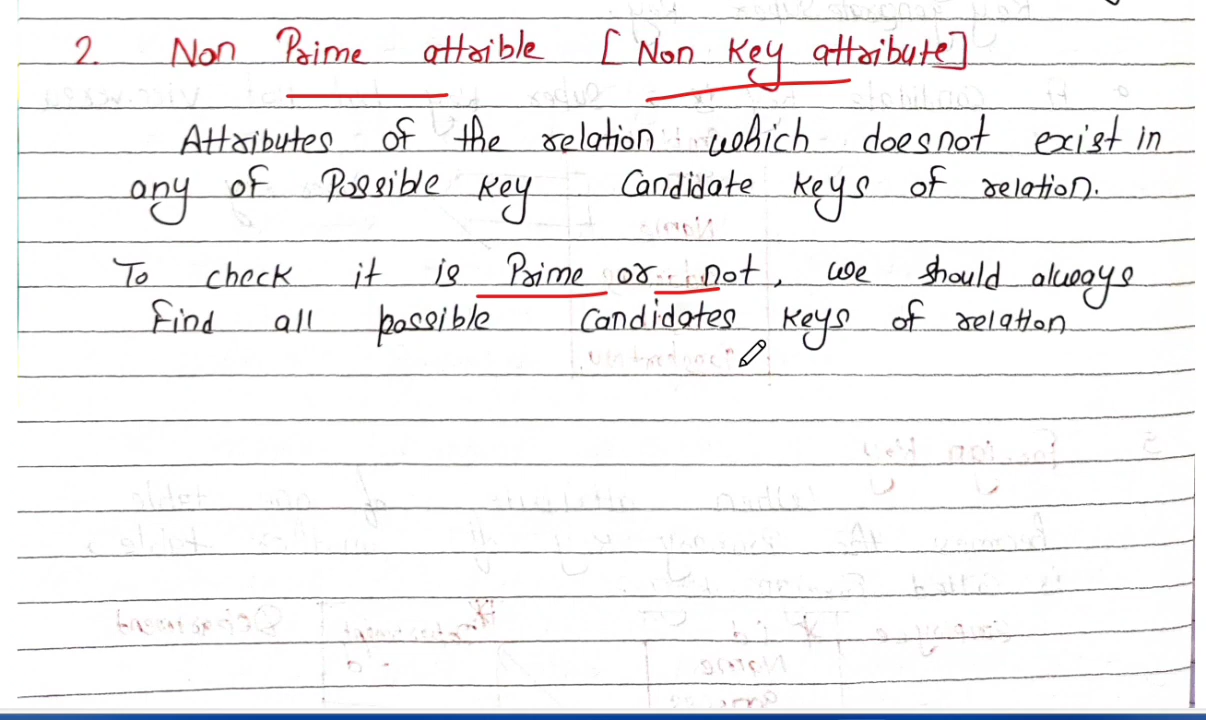 2. Non Prime attrible [Non Key attribute]
Attributes of the relation which doesnot exist in
any of Possible Key Candidate Keys of relation.
To check it is Prime or not, we should always
Find all possible Candidates Keys of relation